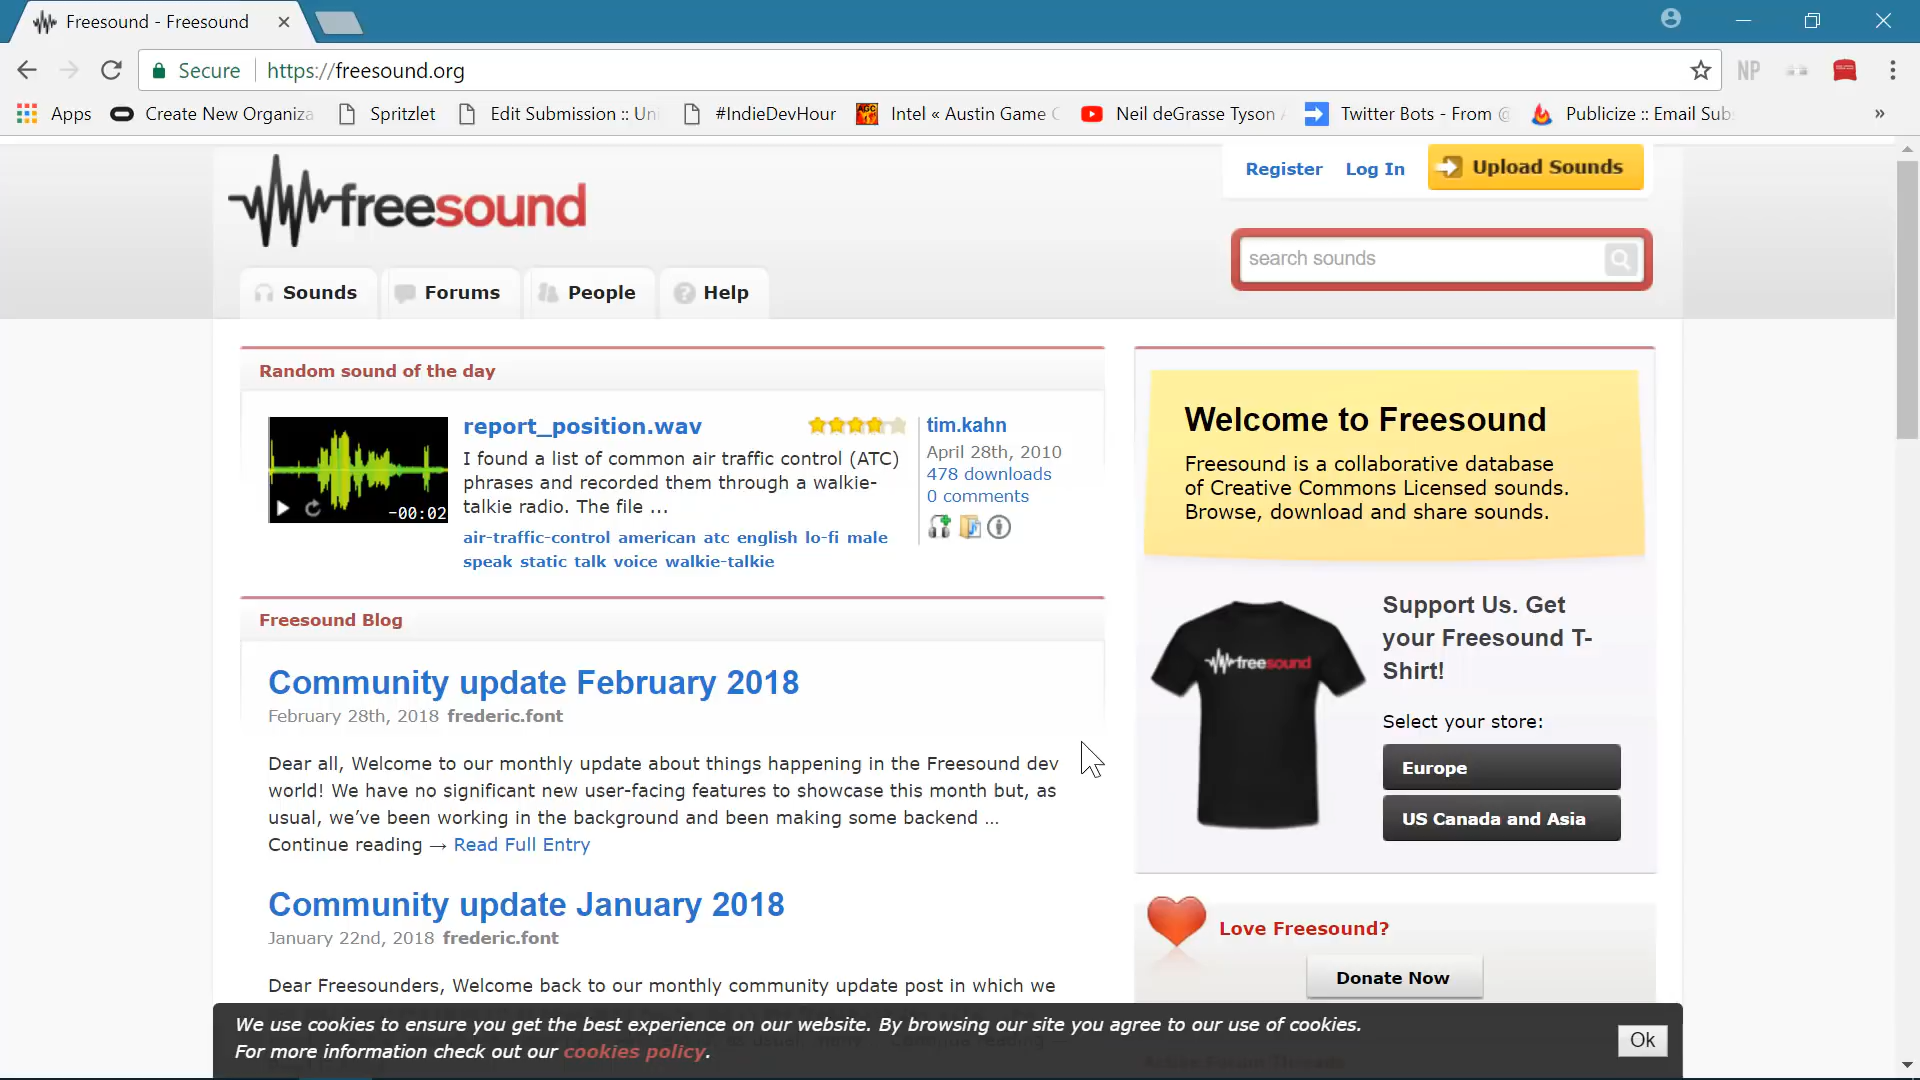 Freesound - Freesound
Secure https://freesound.org
NP
Apps Create New Organiza Spritzlet Edit Submission :: Uni #IndieDevHour Intel « Austin Game C Neil deGrasse Tyson Twitter Bots - From @ Publicize :: Email Sub »
Register Log In Upload Sounds
freesound
search sounds
Sounds Forums People Help
Random sound of the day
report_position.wav
I found a list of common air traffic control (ATC)
phrases and recorded them through a walkie-
talkie radio. The file ...
air-traffic-control american atc english lo-fi male
speak static talk voice walkie-talkie
-00:02
tim.kahn
April 28th, 2010
478 downloads
0 comments
Freesound Blog
Community update February 2018
February 28th, 2018 frederic.font
Dear all, Welcome to our monthly update about things happening in the Freesound dev
world! We have no significant new user-facing features to showcase this month but, as
usual, we’ve been working in the background and been making some backend ...
Continue reading → Read Full Entry
Community update January 2018
January 22nd, 2018 frederic.font
Dear Freesounders, Welcome back to our monthly community update post in which we
Welcome to Freesound
Freesound is a collaborative database
of Creative Commons Licensed sounds.
Browse, download and share sounds.
freesound
Support Us. Get
your Freesound T-
Shirt!
Select your store:
Europe
US Canada and Asia
Love Freesound?
Donate Now
We use cookies to ensure you get the best experience on our website. By browsing our site you agree to our use of cookies.
For more information check out our cookies policy.
Ok